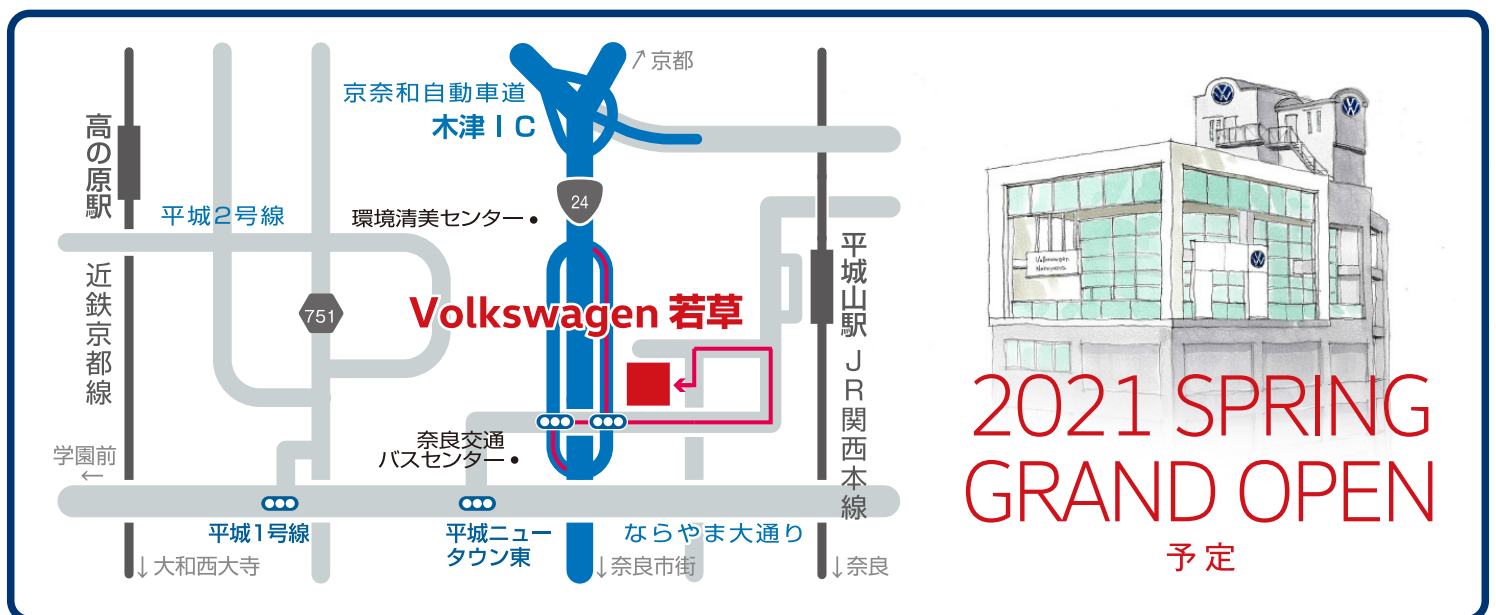 ↗京都
京奈和自動車道
木津IC
高の原駅
24
平城2号線
環境清美センター
近鉄京都線
751
Volkswagen 若草
平城山駅
JR関西本線
奈良交通
バスセンター
学園前
←
平城1号線
平城ニュー
タウン東
ならやま大通り
↓大和西大寺
↓奈良市街
↓奈良
Volkswagen
2021 SPRING
GRAND OPEN
予定